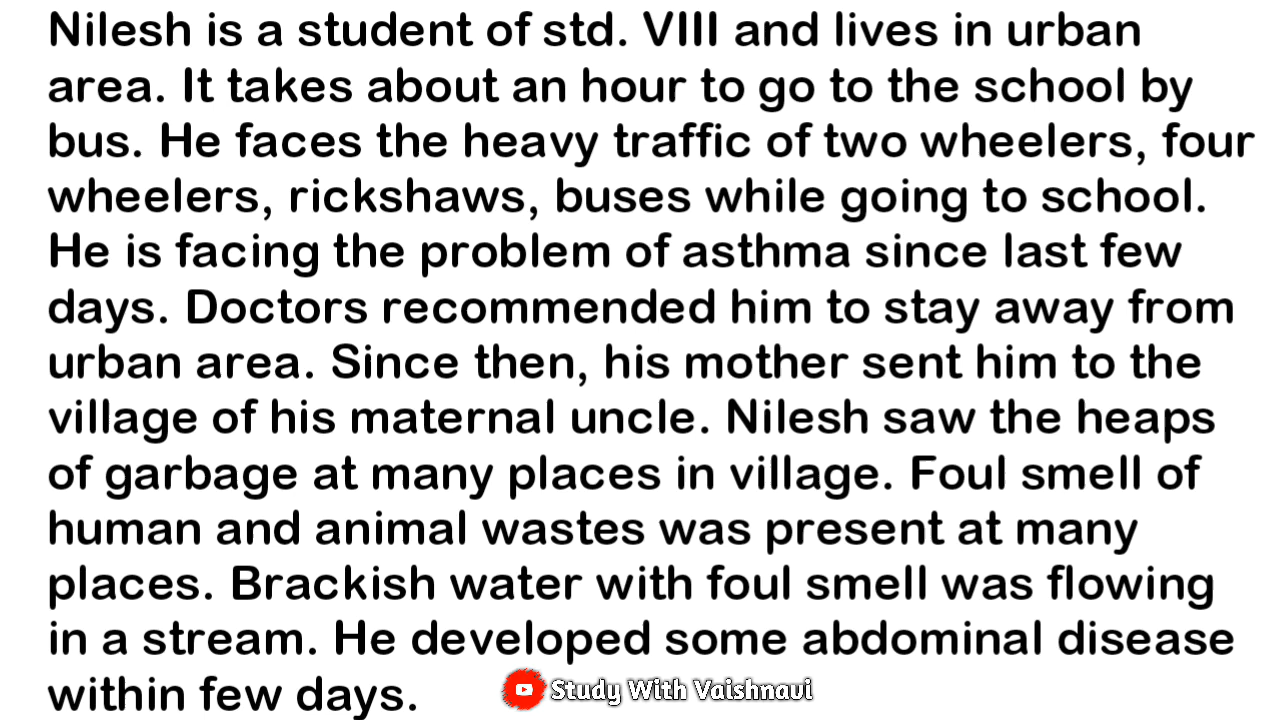 Nilesh is a student of std. VIII and lives in urban
area. It takes about an hour to go to the school by
bus. He faces the heavy traffic of two wheelers, four
wheelers, rickshaws, buses while going to school.
He is facing the problem of asthma since last few
days. Doctors recommended him to stay away from
urban area. Since then, his mother sent him to the
village of his maternal uncle. Nilesh saw the heaps
of garbage at many places in village. Foul smell of
human and animal wastes was present at many
places. Brackish water with foul smell was flowing
in a stream. He developed some abdominal disease
within few days.
Study With Vaishnavi